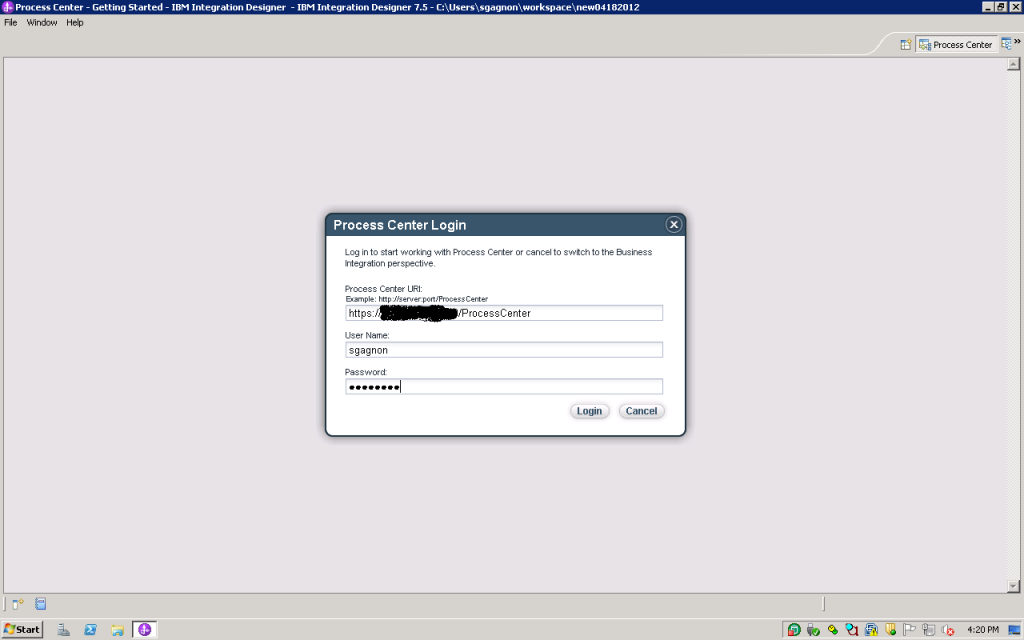 Process Center - Getting Started - IBM Integration Designer - IBM Integration Designer 7.5 - C:\Users\sgagnon\workspace\new04182012
File Window Help
Process Center
Process Center Login
Log in to start working with Process Center or cancel to switch to the Business
Integration perspective.
Process Center URI:
Example: http://server:port/ProcessCenter
https:/ /ProcessCenter
User Name:
sgagnon
Password:
Login Cancel
Start 4:20 PM